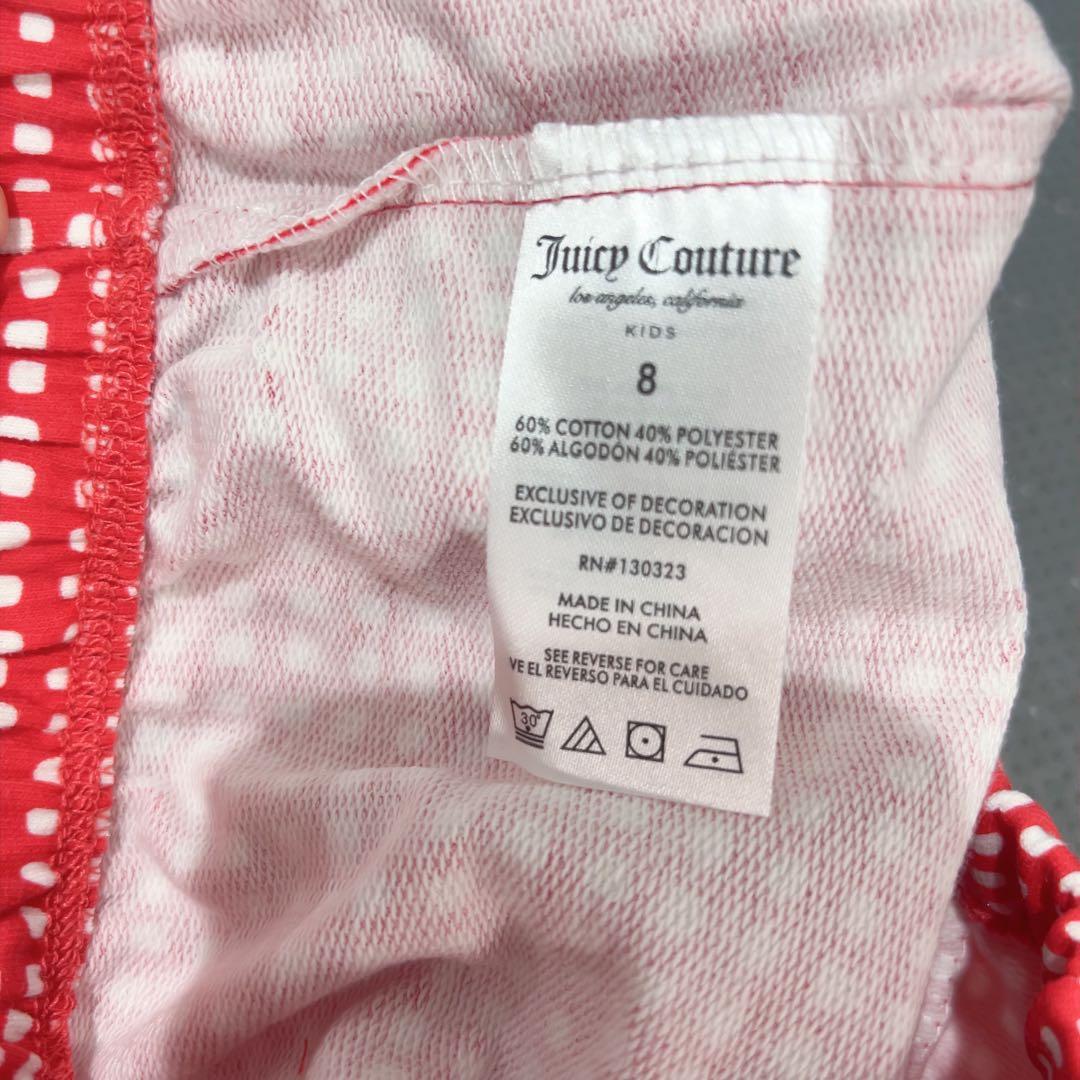 Juicy Couture
los angeles, california
KIDS
8
60% COTTON 40% POLYESTER
60% ALGODÓN 40% POLIÉSTER
EXCLUSIVE OF DECORATION
EXCLUSIVO DE DECORACION
RN#130323
MADE IN CHINA
HECHO EN CHINA
SEE REVERSE FOR CARE
VE EL REVERSO PARA EL CUIDADO
30°